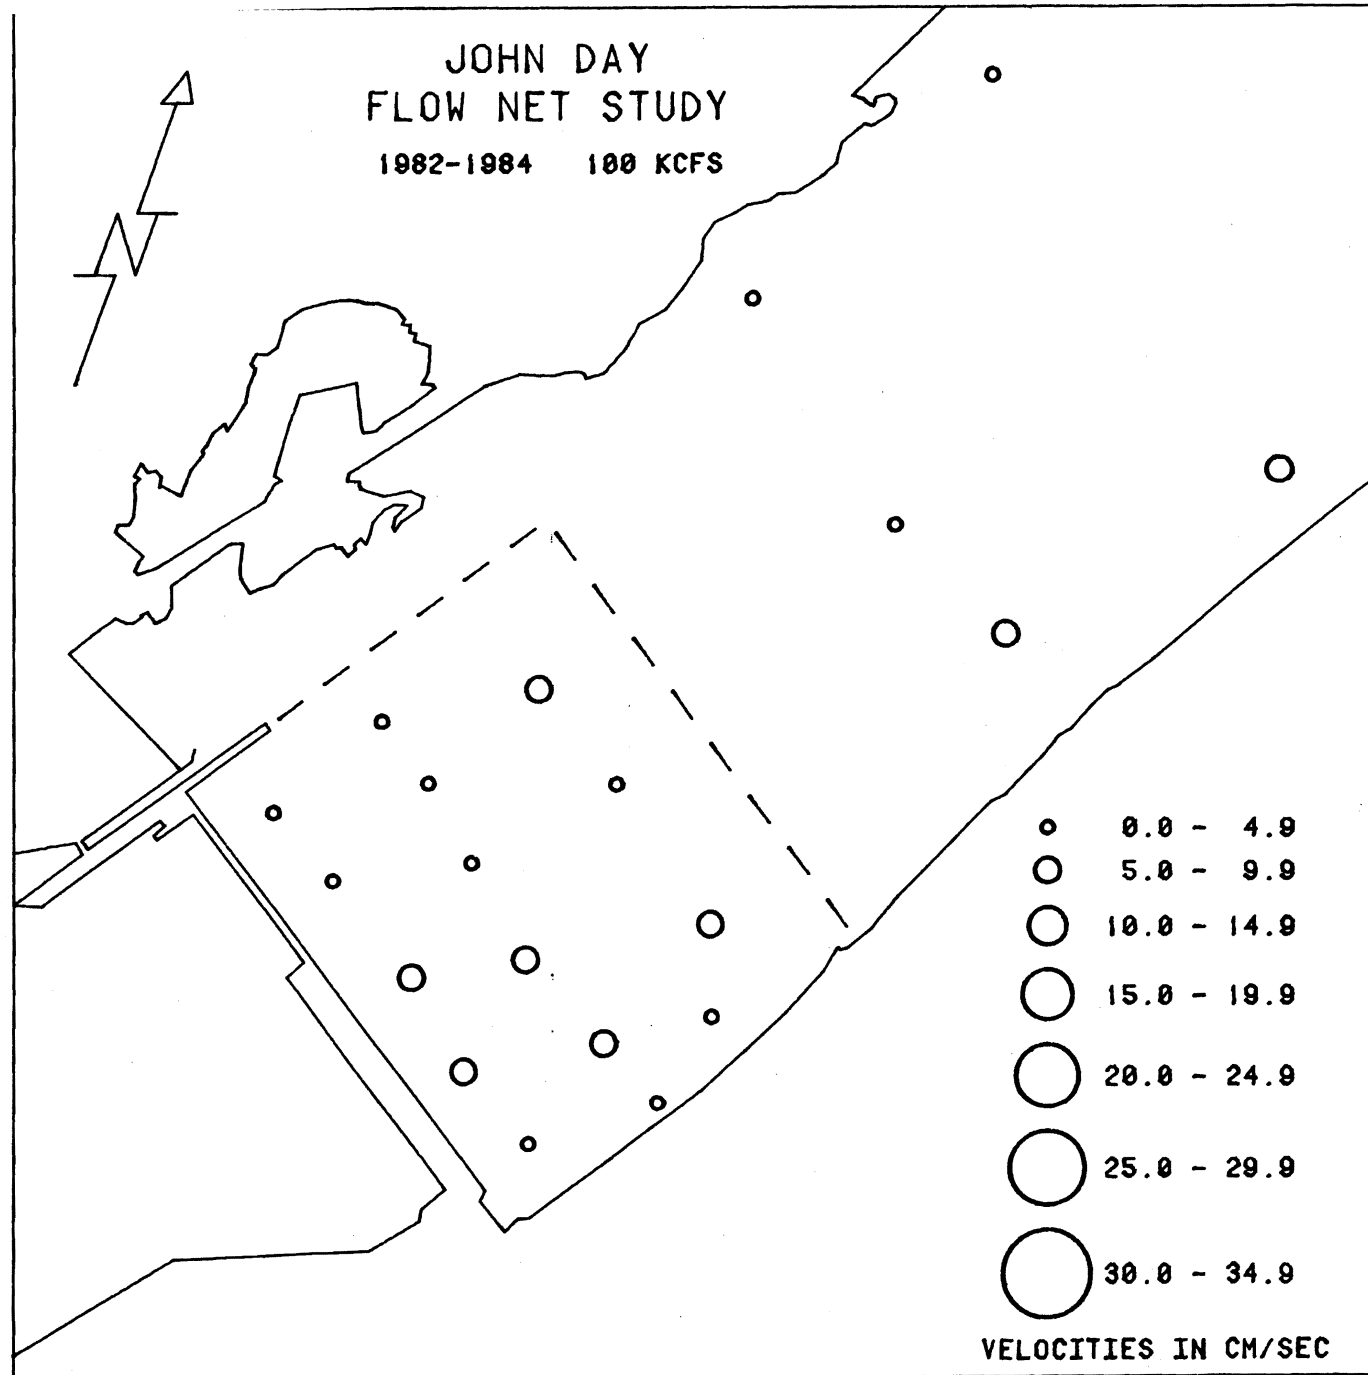 JOHN DAY
FLOW NET STUDY
1982-1984 100 KCFS
N
0.0 - 4.9
5.0 - 9.9
10.0 - 14.9
15.0 - 19.9
20.0 - 24.9
25.0 - 29.9
30.0 - 34.9
VELOCITIES IN CM/SEC